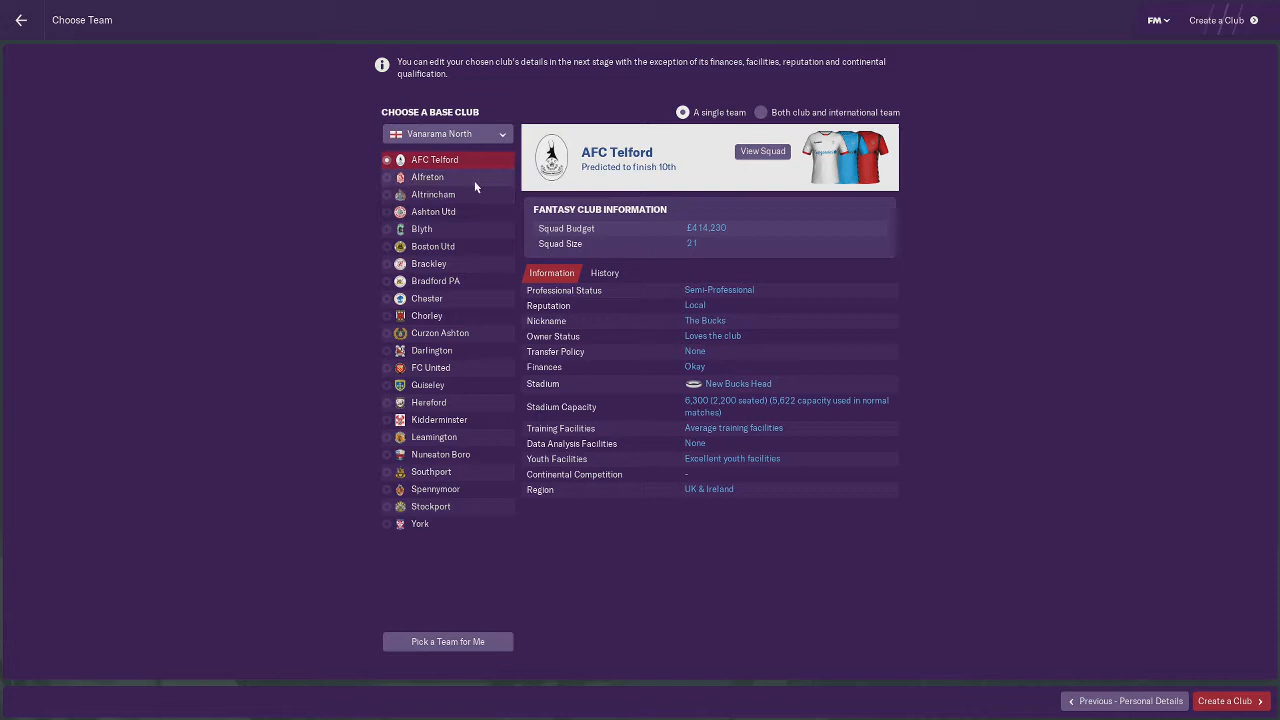 Choose Team
FM
Create a Club
You can edit your chosen club's details in the next stage with the exception of its finances, facilities, reputation and continental
qualification.
CHOOSE A BASE CLUB
A single team
Both club and international team
Vanarama North
AFC Telford
Alfreton
Altrincham
Ashton Utd
Blyth
Boston Utd
Brackley
Bradford PA
Chester
Chorley
Curzon Ashton
Darlington
FC United
Guiseley
Hereford
Kidderminster
Leamington
Nuneaton Boro
Southport
Spennymoor
Stockport
York
Pick a Team for Me
AFC Telford
Predicted to finish 10th
View Squad
FANTASY CLUB INFORMATION
Squad Budget £414,230
Squad Size 21
Information History
Professional Status Semi-Professional
Reputation Local
Nickname The Bucks
Owner Status Loves the club
Transfer Policy None
Finances Okay
Stadium New Bucks Head
Stadium Capacity 6,300 (2,200 seated) (5,622 capacity used in normal
matches)
Training Facilities Average training facilities
Data Analysis Facilities None
Youth Facilities Excellent youth facilities
Continental Competition -
Region UK & Ireland
Previous - Personal Details
Create a Club